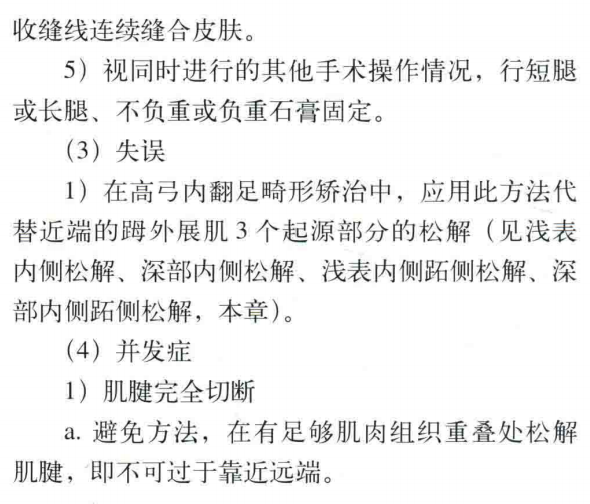 收缝线连续缝合皮肤。
5）视同时进行的其他手术操作情况，行短腿
或长腿、不负重或负重石膏固定。
（3）失误
1）在高弓内翻足畸形矫治中，应用此方法代
替近端的𧿹外展肌 3 个起源部分的松解（见浅表
内侧松解、深部内侧松解、浅表内侧跖侧松解、深
部内侧跖侧松解，本章）。
（4）并发症
1）肌腱完全切断
a. 避免方法，在有足够肌肉组织重叠处松解
肌腱，即不可过于靠近远端。